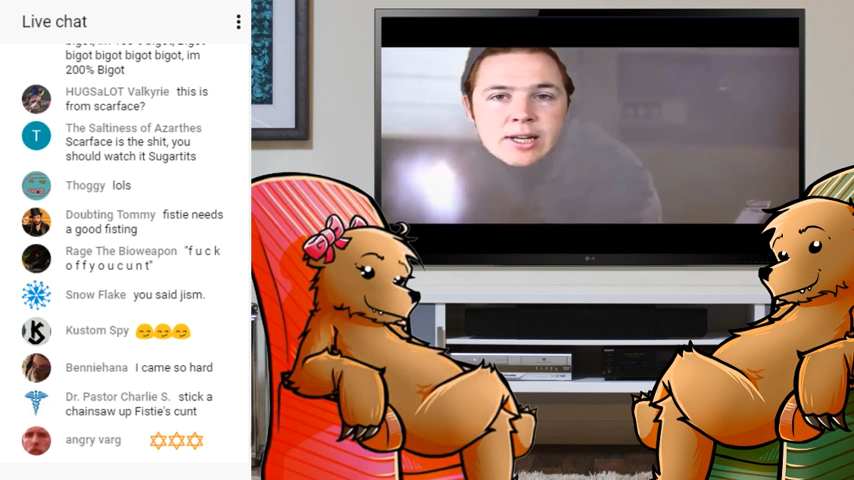 Live chat
bigot bigot bigot bigot, im
200% Bigot
HUGSaLOT Valkyrie this is
from scarface?
T The Saltiness of Azarthes
Scarface is the shit, you
should watch it Sugartits
Thoggy lols
Doubting Tommy fistie needs
a good fisting
Rage The Bioweapon "f u c k
o f f y o u c u n t"
Snow Flake you said jism.
Kustom Spy 😏😏😏
Benniehana I came so hard
Dr. Pastor Charlie S. stick a
chainsaw up Fistie's cunt
angry varg ✡✡✡
LG